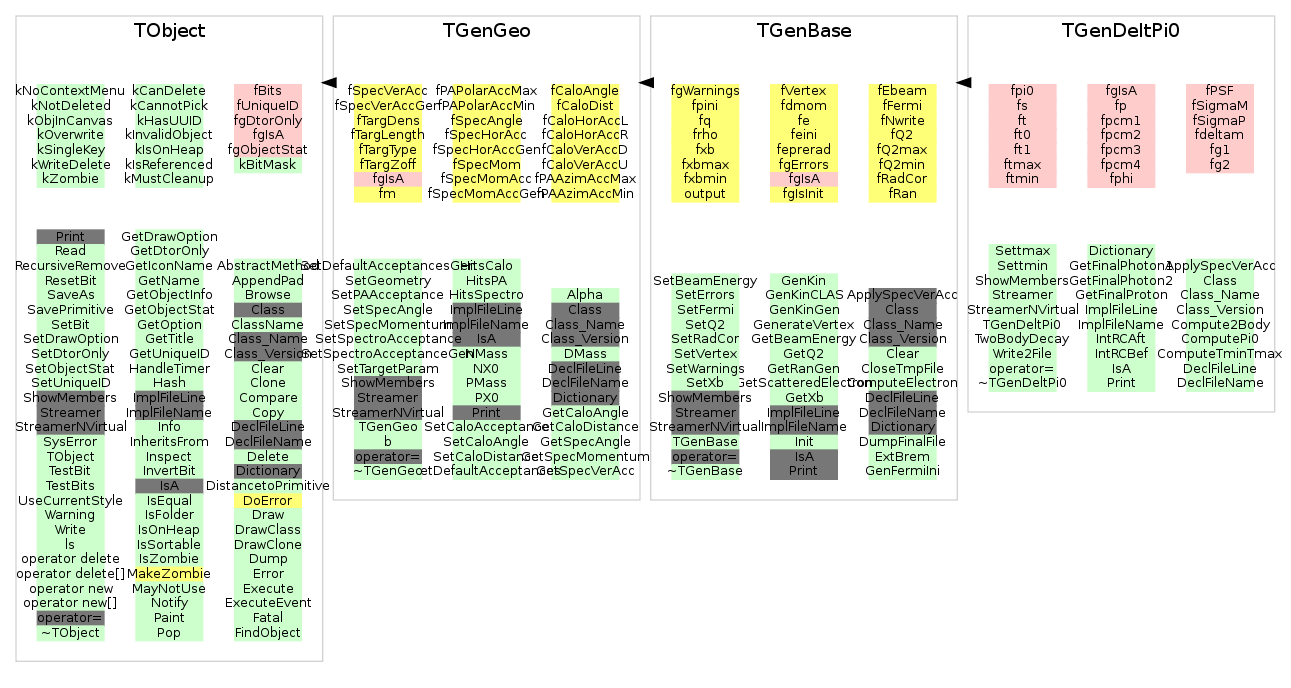 TObject
kNoContextMenu
kNotDeleted
kObjInCanvas
kOverwrite
kSingleKey
kWriteDelete
kZombie
kCanDelete
kCannotPick
kHasUUID
kInvalidObject
kIsOnHeap
kIsReferenced
kMustCleanup
fBits
fUniqueID
fgDtorOnly
fgIsA
fgObjectStat
kBitMask
Print
Read
RecursiveRemove
ResetBit
SaveAs
SavePrimitive
SetBit
SetDrawOption
SetDtorOnly
SetObjectStat
SetUniqueID
ShowMembers
Streamer
StreamerNVirtual
SysError
TObject
TestBit
TestBits
UseCurrentStyle
Warning
Write
ls
operator delete
operator delete[]
operator new
operator new[]
operator=
~TObject
GetDrawOption
GetDtorOnly
GetIconName
GetName
GetObjectInfo
GetObjectStat
GetOption
GetTitle
GetUniqueID
HandleTimer
Hash
ImplFileLine
ImplFileName
Info
InheritsFrom
Inspect
InvertBit
IsA
IsEqual
IsFolder
IsOnHeap
IsSortable
IsZombie
MakeZombie
MayNotUse
Notify
Paint
Pop
AbstractMethod
AppendPad
Browse
Class
ClassName
Class_Name
Class_Version
Clear
Clone
Compare
Copy
DeclFileLine
DeclFileName
Delete
Dictionary
DistancetoPrimitive
DoError
Draw
DrawClass
DrawClone
Dump
Error
Execute
ExecuteEvent
Fatal
FindObject
TGenGeo
fSpecVerAcc
fSpecVerAccGen
fTargDens
fTargLength
fTargType
fTargZoff
fgIsA
fm
fPAPolarAccMax
fPAPolarAccMin
fSpecAngle
fSpecHorAcc
fSpecHorAccGen
fSpecMom
fSpecMomAcc
fSpecMomAccGen
fCaloAngle
fCaloDist
fCaloHorAccL
fCaloHorAccR
fCaloVerAccD
fCaloVerAccU
fPAAzimAccMax
fPAAzimAccMin
SetDefaultAcceptancesGen
SetGeometry
SetPAAcceptance
SetSpecAngle
SetSpecMomentum
SetSpectroAcceptance
SetSpectroAcceptanceGen
SetTargetParam
ShowMembers
Streamer
StreamerNVirtual
TGenGeo
b
operator=
~TGenGeo
HitsCalo
HitsPA
HitsSpectro
ImplFileLine
ImplFileName
IsA
NMass
NX0
PMass
PX0
Print
SetCaloAcceptance
SetCaloAngle
SetCaloDistance
SetDefaultAcceptances
Alpha
Class
Class_Name
Class_Version
DMass
DeclFileLine
DeclFileName
Dictionary
GetCaloAngle
GetCaloDistance
GetSpecAngle
GetSpecMomentum
GetSpecVerAcc
TGenBase
fgWarnings
fpini
fq
frho
fxb
fxbmax
fxbmin
output
fVertex
fdmom
fe
feini
feprerad
fgErrors
fgIsA
fgIsInit
fEbeam
fFermi
fNwrite
fQ2
fQ2max
fQ2min
fRadCor
fRan
SetBeamEnergy
SetErrors
SetFermi
SetQ2
SetRadCor
SetVertex
SetWarnings
SetXb
ShowMembers
Streamer
StreamerNVirtual
TGenBase
operator=
~TGenBase
GenKin
GenKinCLAS
GenKinGen
GenerateVertex
GetBeamEnergy
GetQ2
GetRanGen
GetScatteredElectron
GetXb
ImplFileLine
ImplFileName
Init
IsA
Print
ApplySpecVerAcc
Class
Class_Name
Class_Version
Clear
CloseTmpFile
ComputeElectron
DeclFileLine
DeclFileName
Dictionary
DumpFinalFile
ExtBrem
GenFermiIni
TGenDeltPi0
fpi0
fs
ft
ft0
ft1
ftmax
ftmin
fgIsA
fp
fpcm1
fpcm2
fpcm3
fpcm4
fphi
fPSF
fSigmaM
fSigmaP
fdeltam
fg1
fg2
Settmax
Settmin
ShowMembers
Streamer
StreamerNVirtual
TGenDeltPi0
TwoBodyDecay
Write2File
operator=
~TGenDeltPi0
Dictionary
GetFinalPhoton1
GetFinalPhoton2
GetFinalProton
ImplFileLine
ImplFileName
IntRCAft
IntRCBef
IsA
Print
ApplySpecVerAcc
Class
Class_Name
Class_Version
Compute2Body
ComputePi0
ComputeTminTmax
DeclFileLine
DeclFileName